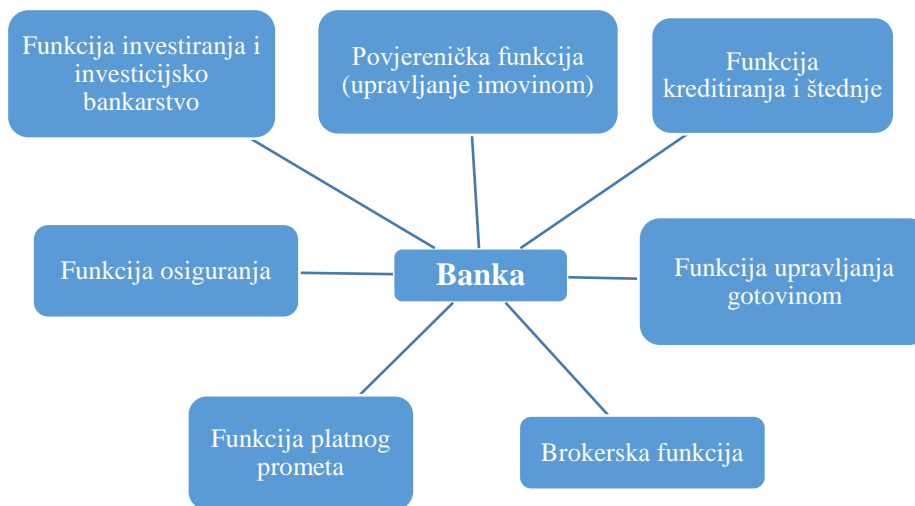 Funkcija investiranja i
investicijsko
bankarstvo
Povjerenička funkcija
(upravljanje imovinom)
Funkcija
kreditiranja i štednje
Funkcija osiguranja
Banka
Funkcija upravljanja
gotovinom
Funkcija platnog
prometa
Brokerska funkcija